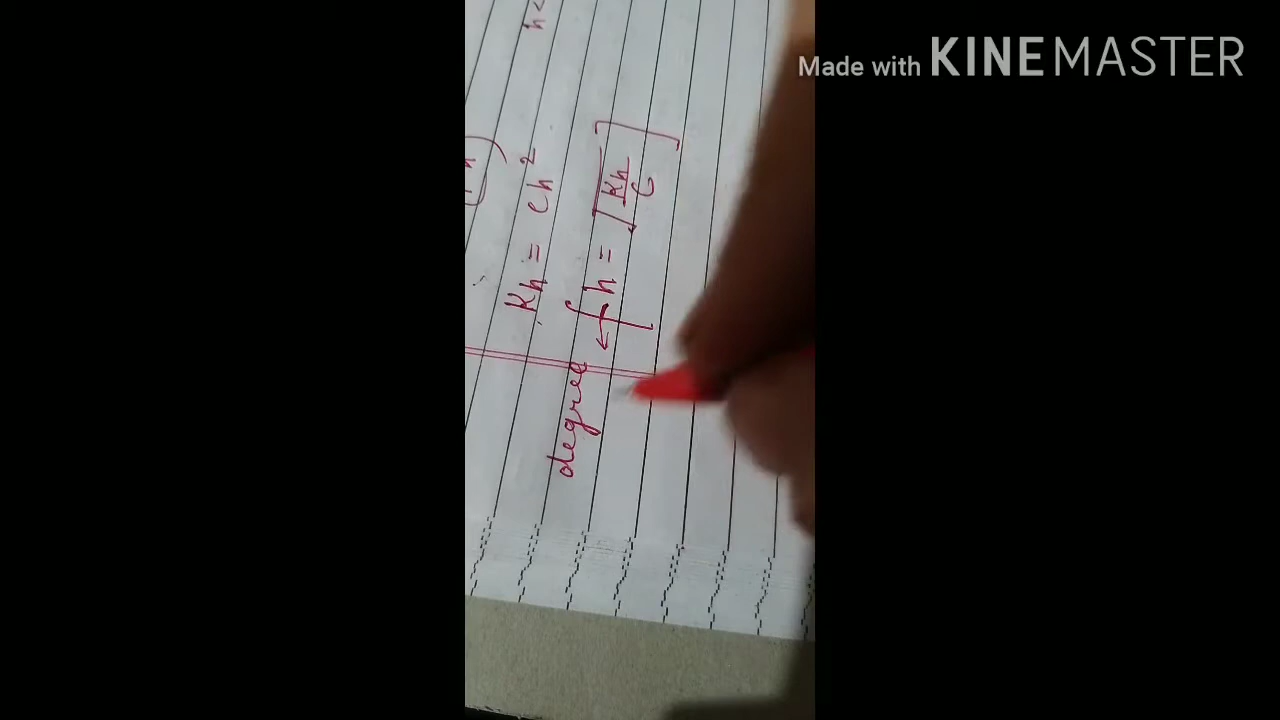 Made with KINEMASTER
h<
Kh = Ch²
degree ← h = √Kh/C